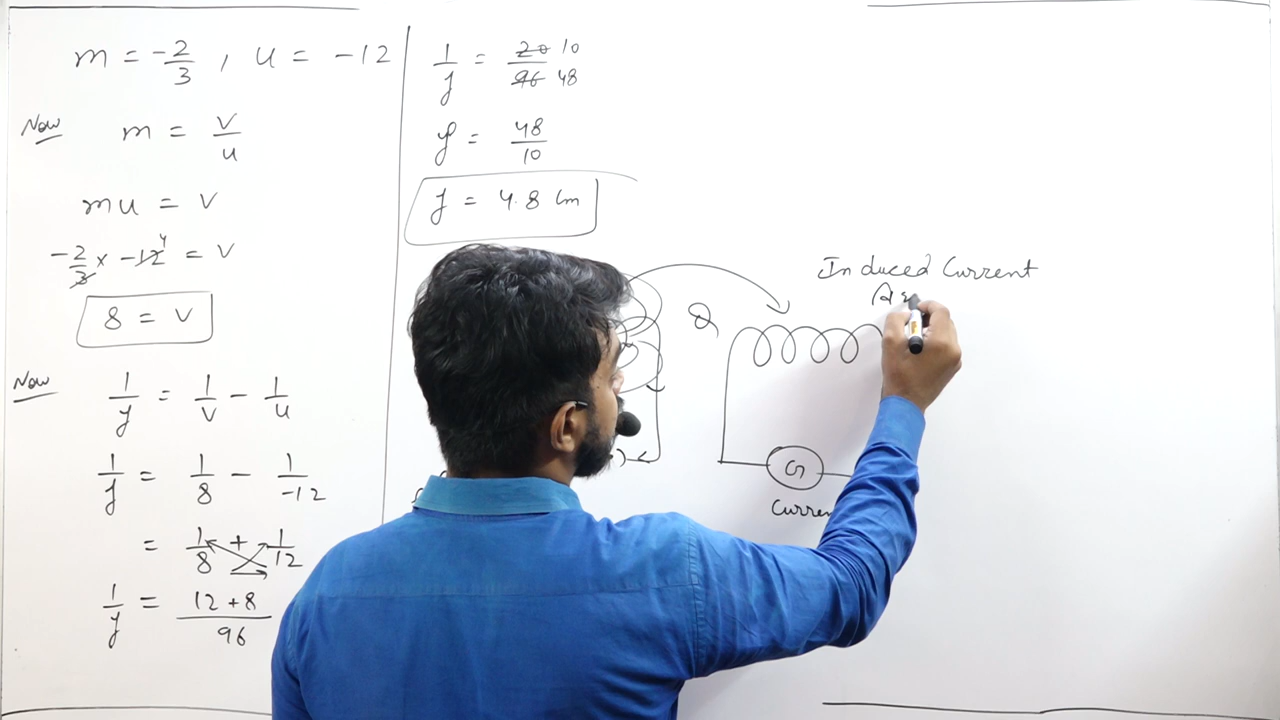 m = -2/3 , u = -12
Now m = v/u
mu = v
-2/3 x -12 4 = v
8 = v
Now 1/f = 1/v - 1/u
1/f = 1/8 - 1/-12
= 1/8 + 1/12
1/f = 12+8/96
1/f = 20/96 10/48
f = 48/10
f = 4.8 cm
Induced Current
Q
G